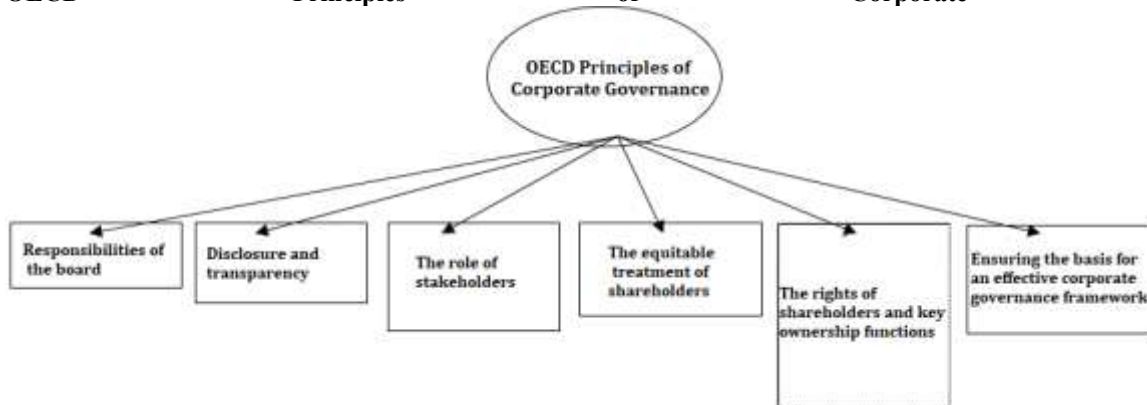 OECD Principles of Corporate
OECD Principles of
Corporate Governance
Responsibilities of
the board
Disclosure and
transparency
The role of
stakeholders
The equitable
treatment of
shareholders
The rights of
shareholders and key
ownership functions
Ensuring the basis for
an effective corporate
governance framework